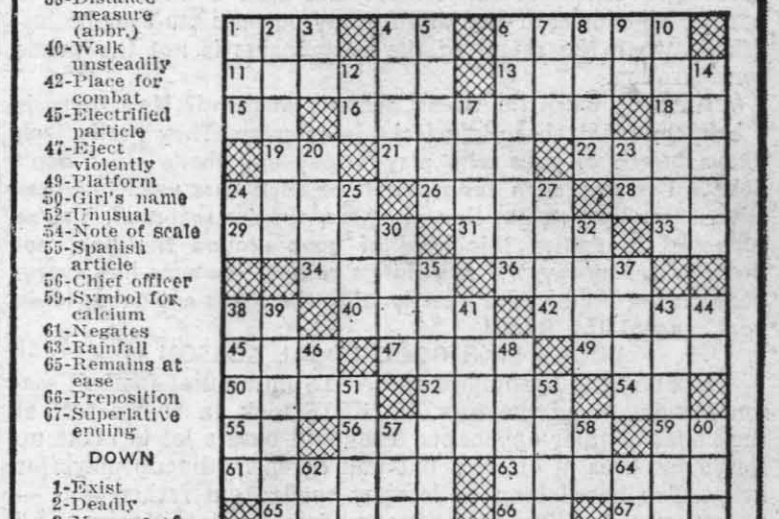 measure
(abbr.)
40-Walk
unsteadily
42-Place for
combat
45-Electrified
particle
47-Eject
violently
49-Platform
50-Girl's name
52-Unusual
54-Note of scale
55-Spanish
article
56-Chief officer
59-Symbol for
calcium
61-Negates
63-Rainfall
65-Remains at
ease
66-Preposition
67-Superlative
ending
DOWN
1-Exist
2-Deadly
1 2 3 4 5 6 7 8 9 10
11 12 13 14
15 16 17 18
19 20 21 22 23
24 25 26 27 28
29 30 31 32 33
34 35 36 37
38 39 40 41 42 43 44
45 46 47 48 49
50 51 52 53 54
55 56 57 58 59 60
61 62 63 64
65 66 67